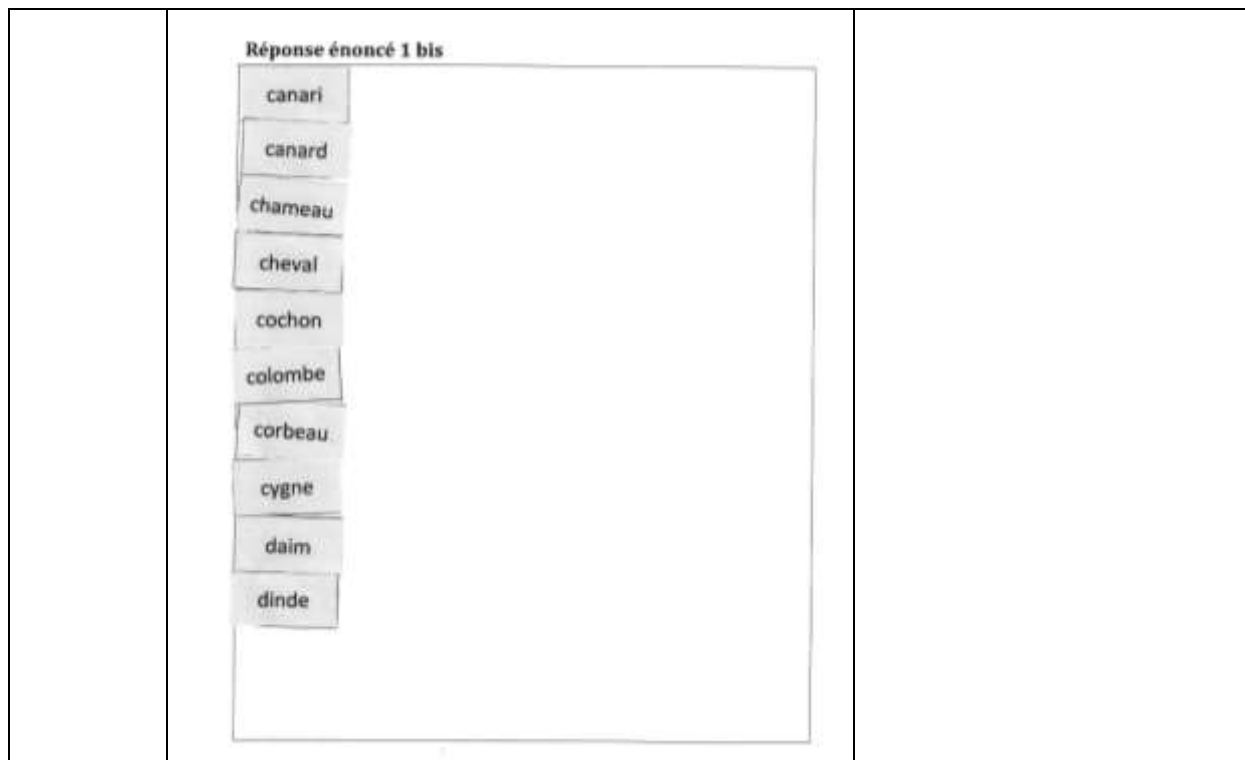 Réponse énoncé 1 bis
canari
canard
chameau
cheval
cochon
colombe
corbeau
cygne
daim
dinde